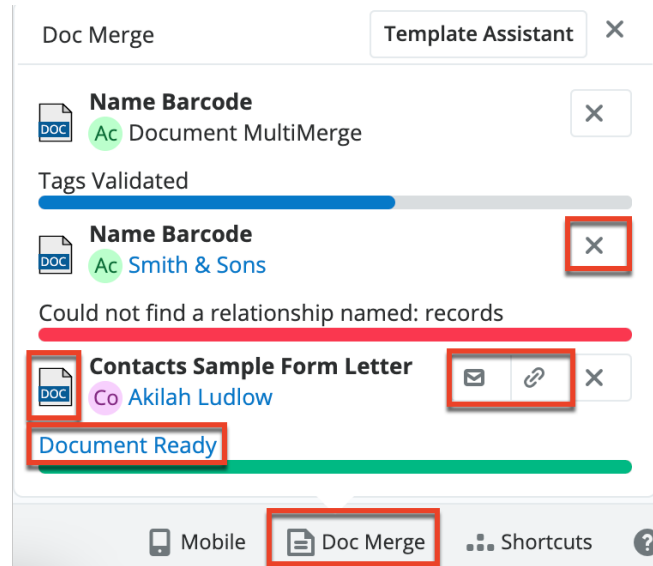 Doc Merge
Template Assistant
Name Barcode
DOC
Ac Document MultiMerge
Tags Validated
Name Barcode
DOC
Ac Smith & Sons
Could not find a relationship named: records
Contacts Sample Form Letter
DOC
Co Akilah Ludlow
Document Ready
Mobile
Doc Merge
Shortcuts
?